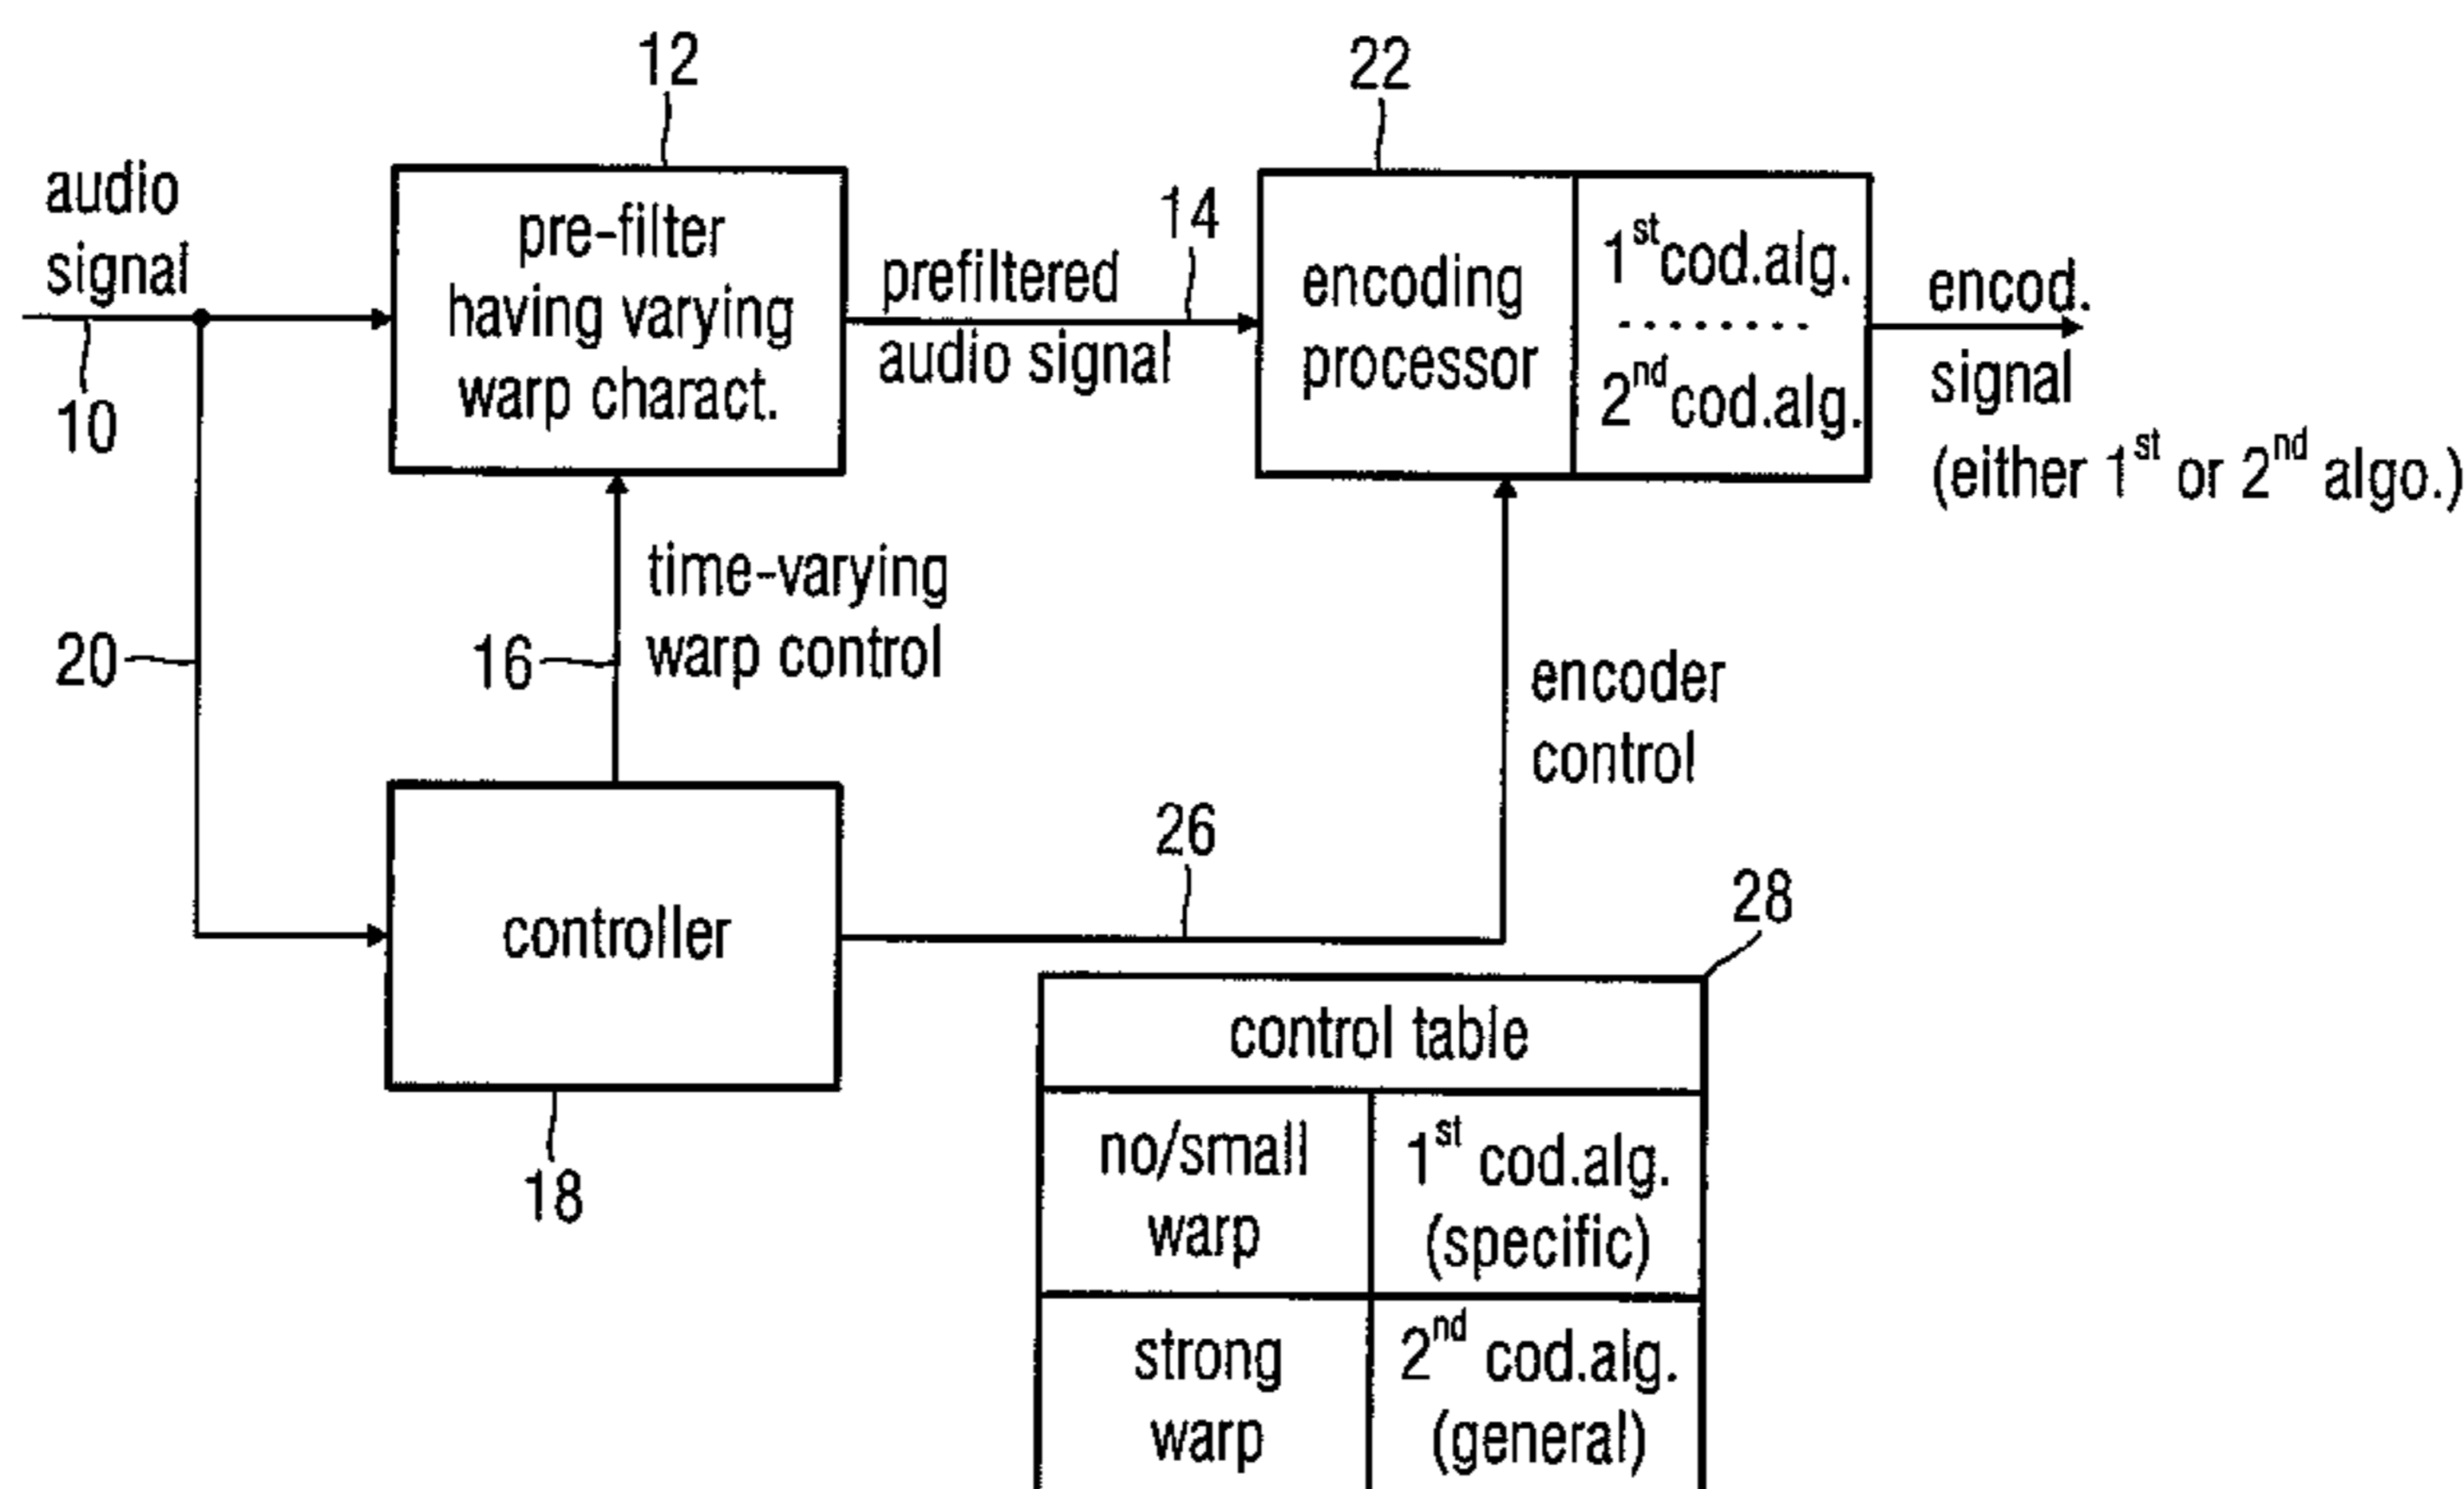 12
22
audio
signal
10
pre-filter
having varying
warp charact.
prefiltered
audio signal
14
encoding
processor
1st cod.alg.
2nd cod.alg.
encod.
signal
(either 1st or 2nd algo.)
20
16
time-varying
warp control
encoder
control
controller
18
26
28
control table
no/small
warp
1st cod.alg.
(specific)
strong
warp
2nd cod.alg.
(general)